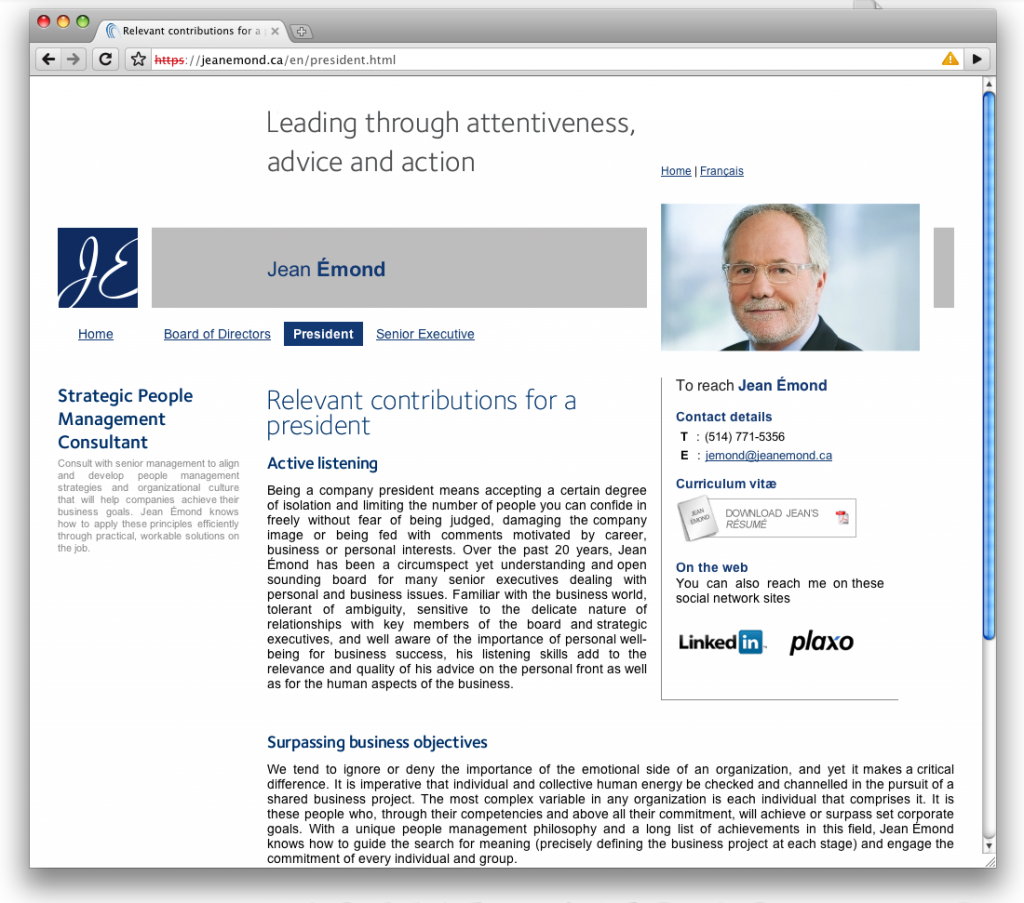 Relevant contributions for a
https://jeanemond.ca/en/president.html
Leading through attentiveness,
advice and action
Home | Français
JE
Jean Émond
Home
Board of Directors
President
Senior Executive
Strategic People
Management
Consultant
Consult with senior management to align
and develop people management
strategies and organizational culture
that will help companies achieve their
business goals. Jean Émond knows
how to apply these principles efficiently
through practical, workable solutions on
the job.
Relevant contributions for a
president
Active listening
Being a company president means accepting a certain degree
of isolation and limiting the number of people you can confide in
freely without fear of being judged, damaging the company
image or being fed with comments motivated by career,
business or personal interests. Over the past 20 years, Jean
Émond has been a circumspect yet understanding and open
sounding board for many senior executives dealing with
personal and business issues. Familiar with the business world,
tolerant of ambiguity, sensitive to the delicate nature of
relationships with key members of the board and strategic
executives, and well aware of the importance of personal well-
being for business success, his listening skills add to the
relevance and quality of his advice on the personal front as well
as for the human aspects of the business.
To reach Jean Émond
Contact details
T : (514) 771-5356
E : jemond@jeanemond.ca
Curriculum vitæ
JEAN
ÉMOND
DOWNLOAD JEAN'S
RÉSUMÉ
On the web
You can also reach me on these
social network sites
Linked in
plaxo
Surpassing business objectives
We tend to ignore or deny the importance of the emotional side of an organization, and yet it makes a critical
difference. It is imperative that individual and collective human energy be checked and channelled in the pursuit of a
shared business project. The most complex variable in any organization is each individual that comprises it. It is
these people who, through their competencies and above all their commitment, will achieve or surpass set corporate
goals. With a unique people management philosophy and a long list of achievements in this field, Jean Émond
knows how to guide the search for meaning (precisely defining the business project at each stage) and engage the
commitment of every individual and group.